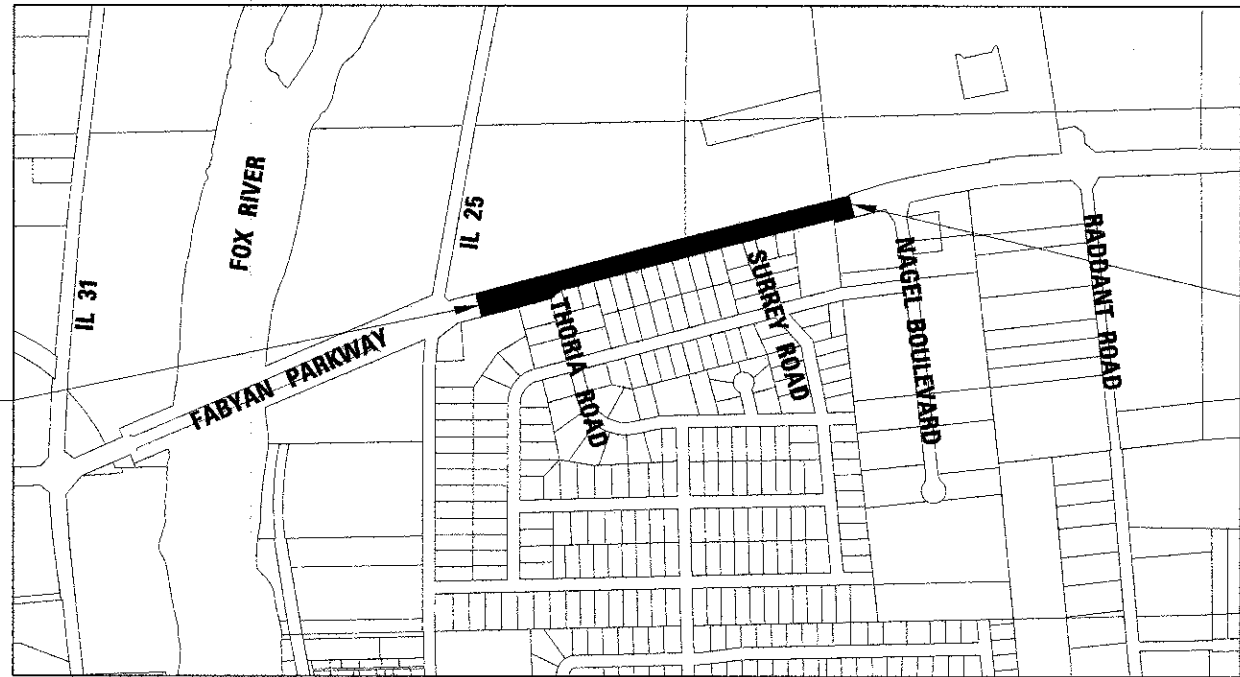 IL 31
FOX RIVER
IL 25
FABYAN PARKWAY
THORIA ROAD
SURREY ROAD
NAGEL BOULEVARD
RADDANT ROAD